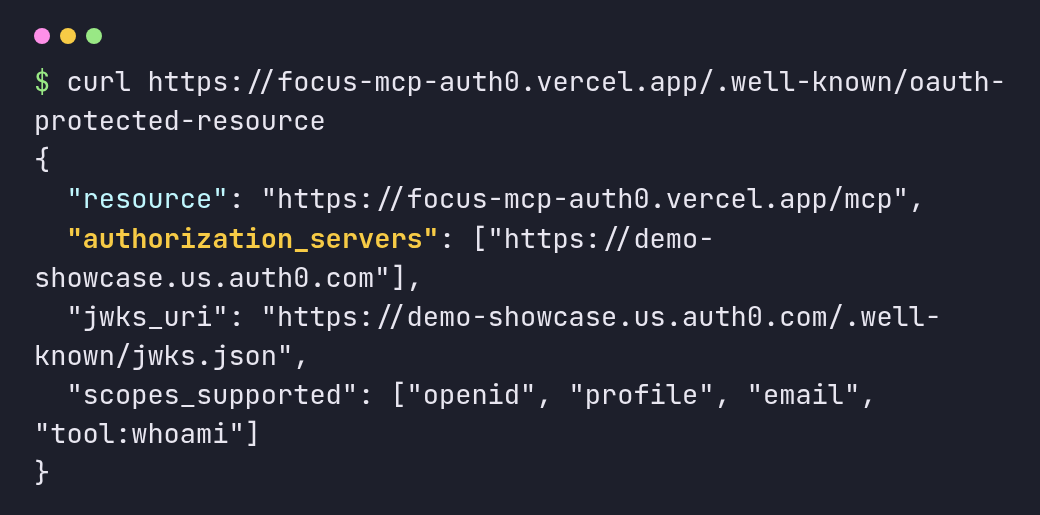 $ curl https://focus-mcp-auth0.vercel.app/.well-known/oauth-
protected-resource
{
  "resource": "https://focus-mcp-auth0.vercel.app/mcp",
  "authorization_servers": ["https://demo-
showcase.us.auth0.com"],
  "jwks_uri": "https://demo-showcase.us.auth0.com/.well-
known/jwks.json",
  "scopes_supported": ["openid", "profile", "email",
"tool:whoami"]
}